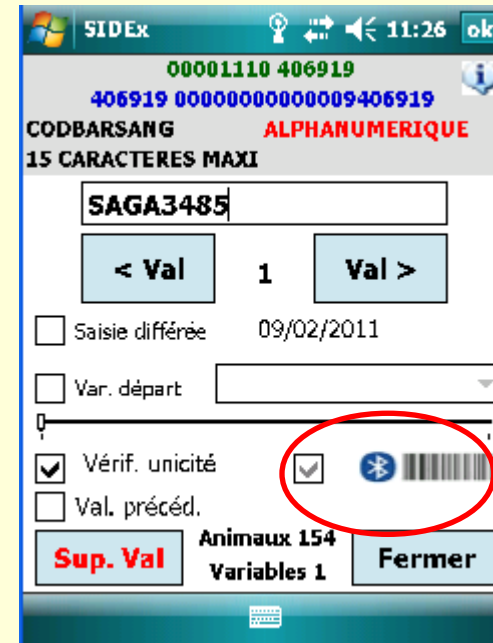 SIDEx 11:26 ok
00001110 406919
406919 00000000000009406919
CODBARSANG ALPHANUMERIQUE
15 CARACTERES MAXI
SAGA3485
< Val 1 Val >
Saisie différée 09/02/2011
Var. départ
Vérif. unicité
Val. précéd.
Sup. Val Animaux 154 Fermer
Variables 1